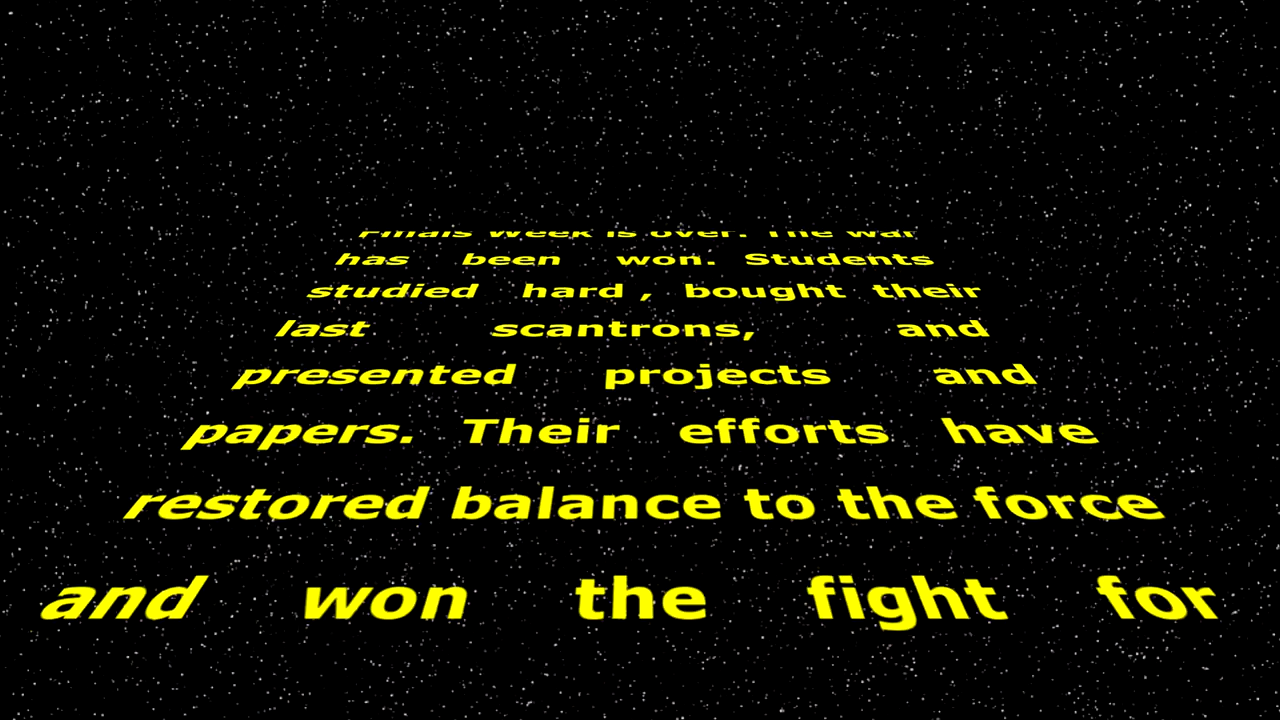 Finals Week is over. The war
has been won. Students
studied hard , bought their
last scantrons, and
presented projects and
papers. Their efforts have
restored balance to the force
and won the fight for